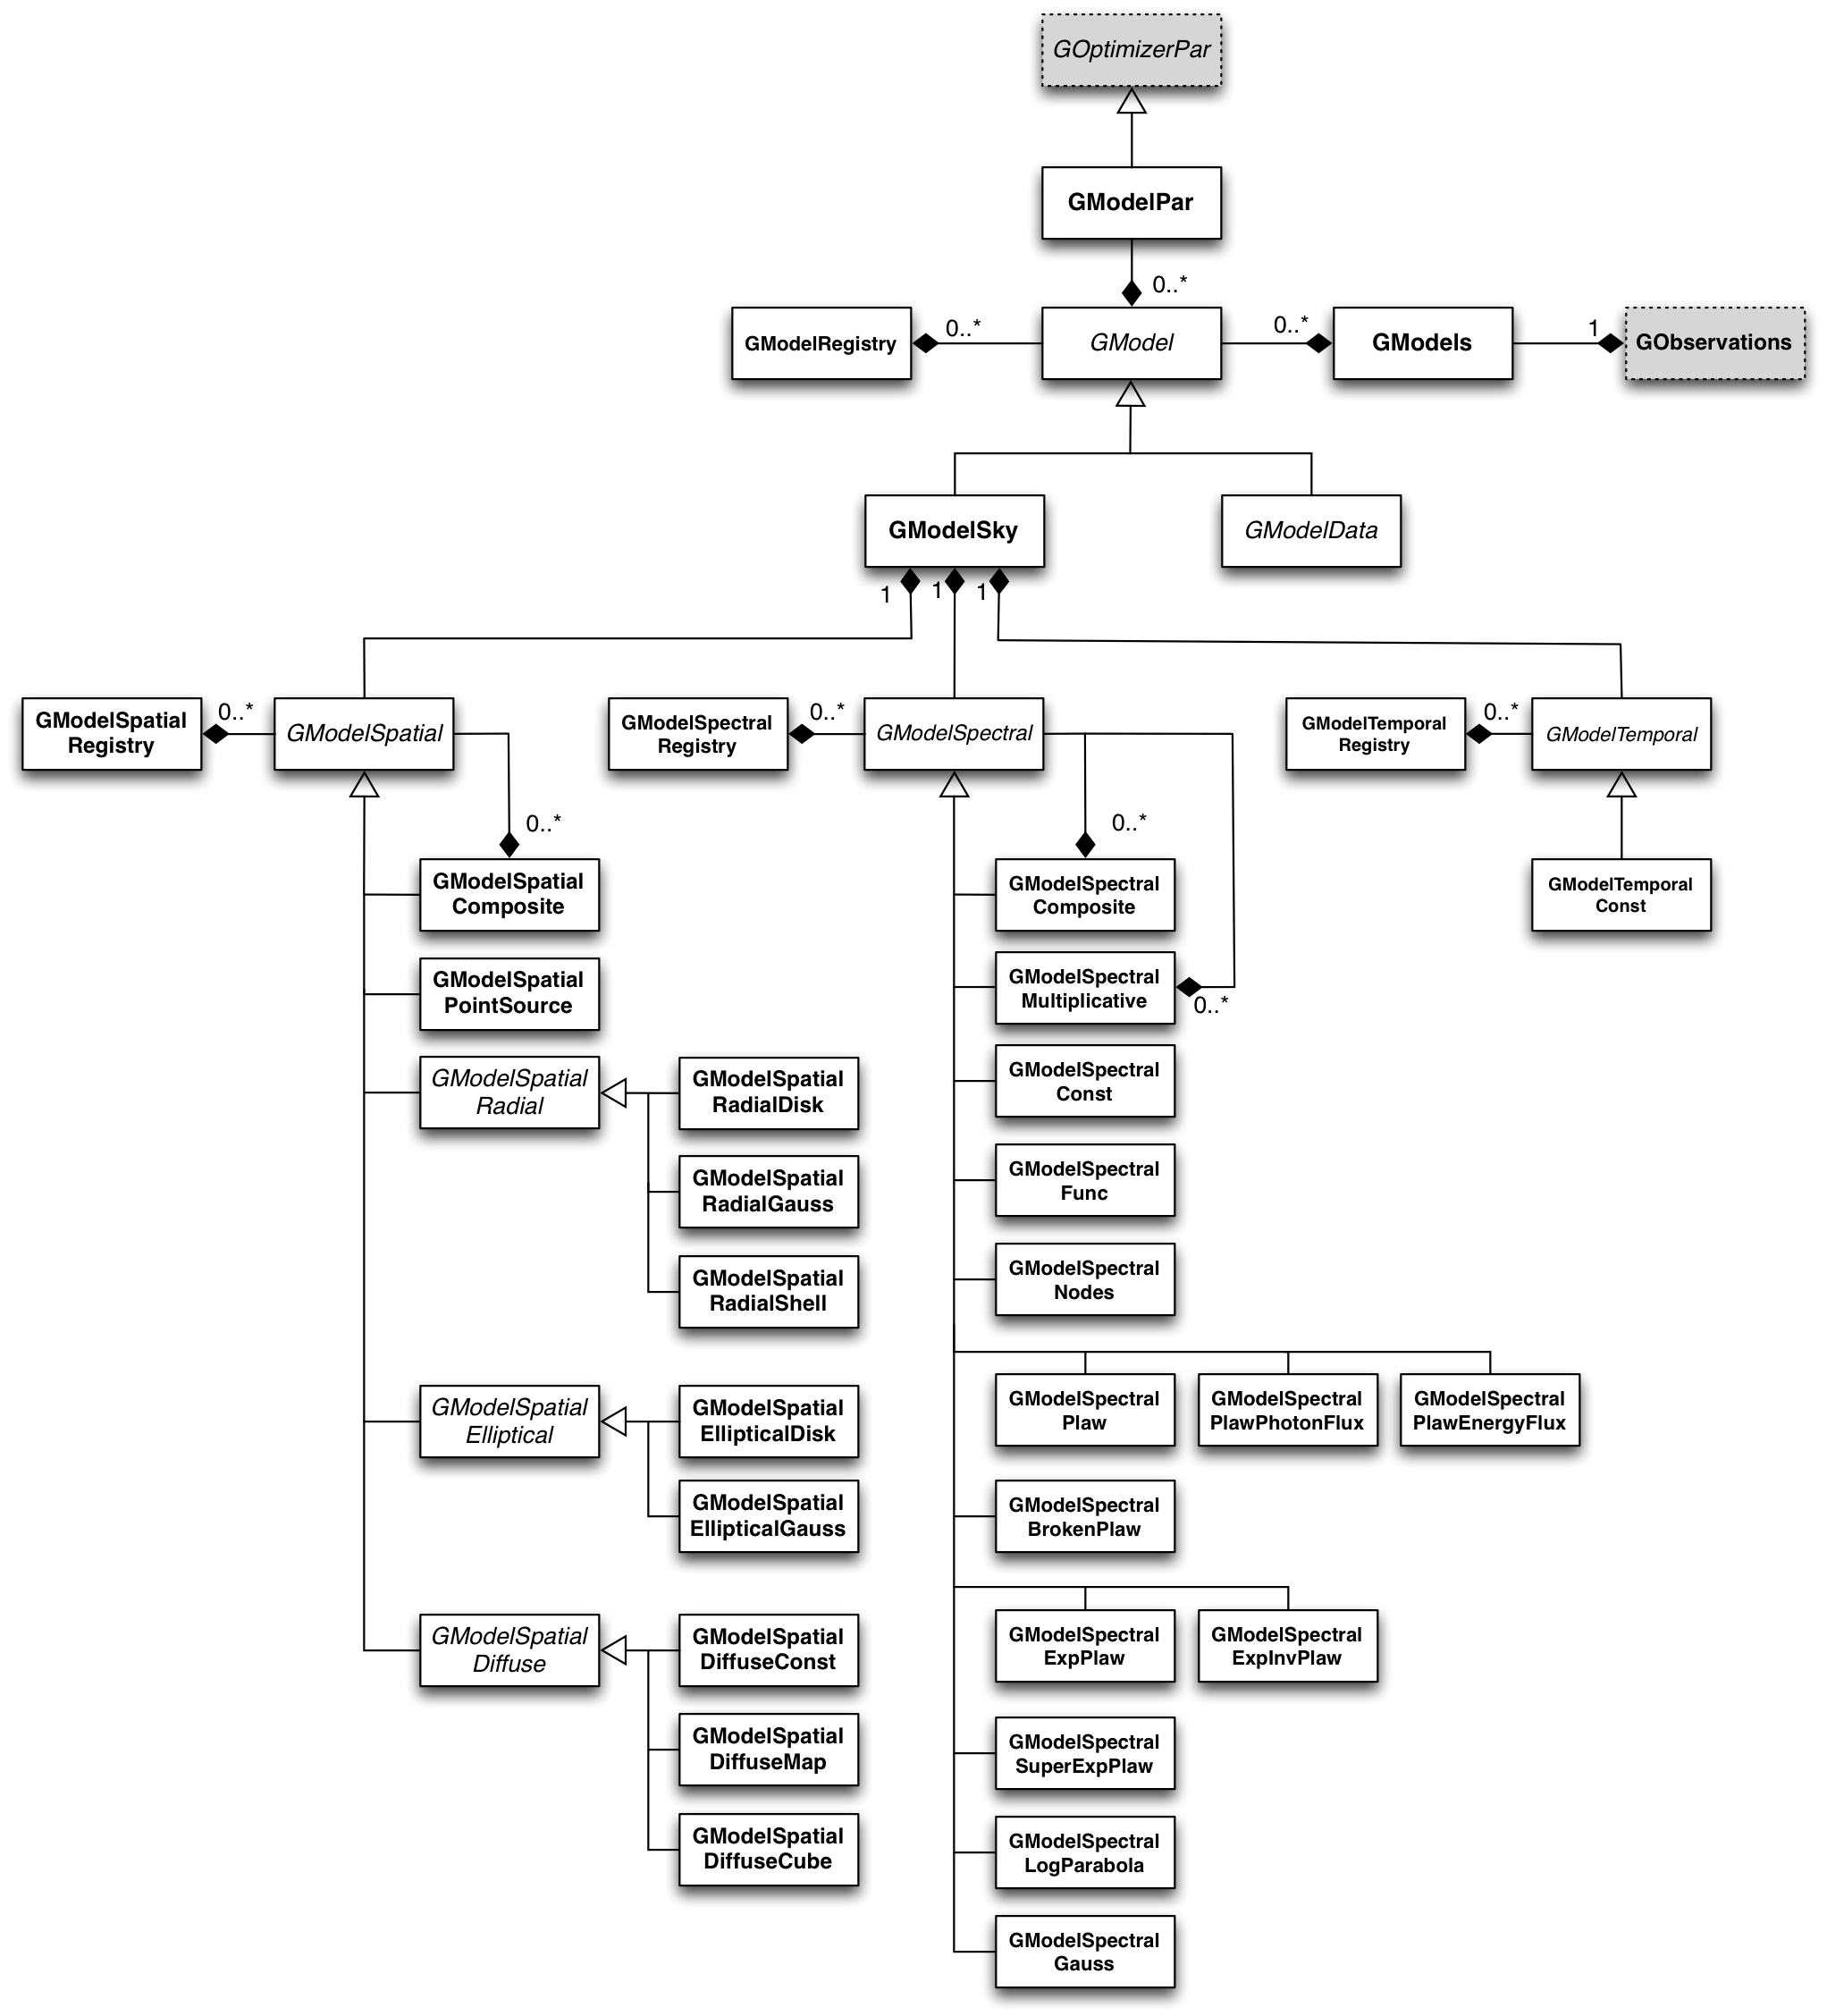 GOptimizerPar
GModelPar
0..*
GModelRegistry
0..*
GModel
0..*
GModels
1
GObservations
GModelSky
GModelData
1
1
1
GModelSpatial
Registry
0..*
GModelSpatial
GModelSpectral
Registry
0..*
GModelSpectral
GModelTemporal
Registry
0..*
GModelTemporal
0..*
0..*
GModelSpatial
Composite
GModelSpectral
Composite
GModelTemporal
Const
GModelSpatial
PointSource
GModelSpectral
Multiplicative
0..*
GModelSpatial
Radial
GModelSpatial
RadialDisk
GModelSpectral
Const
GModelSpatial
RadialGauss
GModelSpectral
Func
GModelSpatial
RadialShell
GModelSpectral
Nodes
GModelSpatial
Elliptical
GModelSpatial
EllipticalDisk
GModelSpectral
Plaw
GModelSpectral
PlawPhotonFlux
GModelSpectral
PlawEnergyFlux
GModelSpatial
EllipticalGauss
GModelSpectral
BrokenPlaw
GModelSpatial
Diffuse
GModelSpatial
DiffuseConst
GModelSpectral
ExpPlaw
GModelSpectral
ExpInvPlaw
GModelSpatial
DiffuseMap
GModelSpectral
SuperExpPlaw
GModelSpatial
DiffuseCube
GModelSpectral
LogParabola
GModelSpectral
Gauss